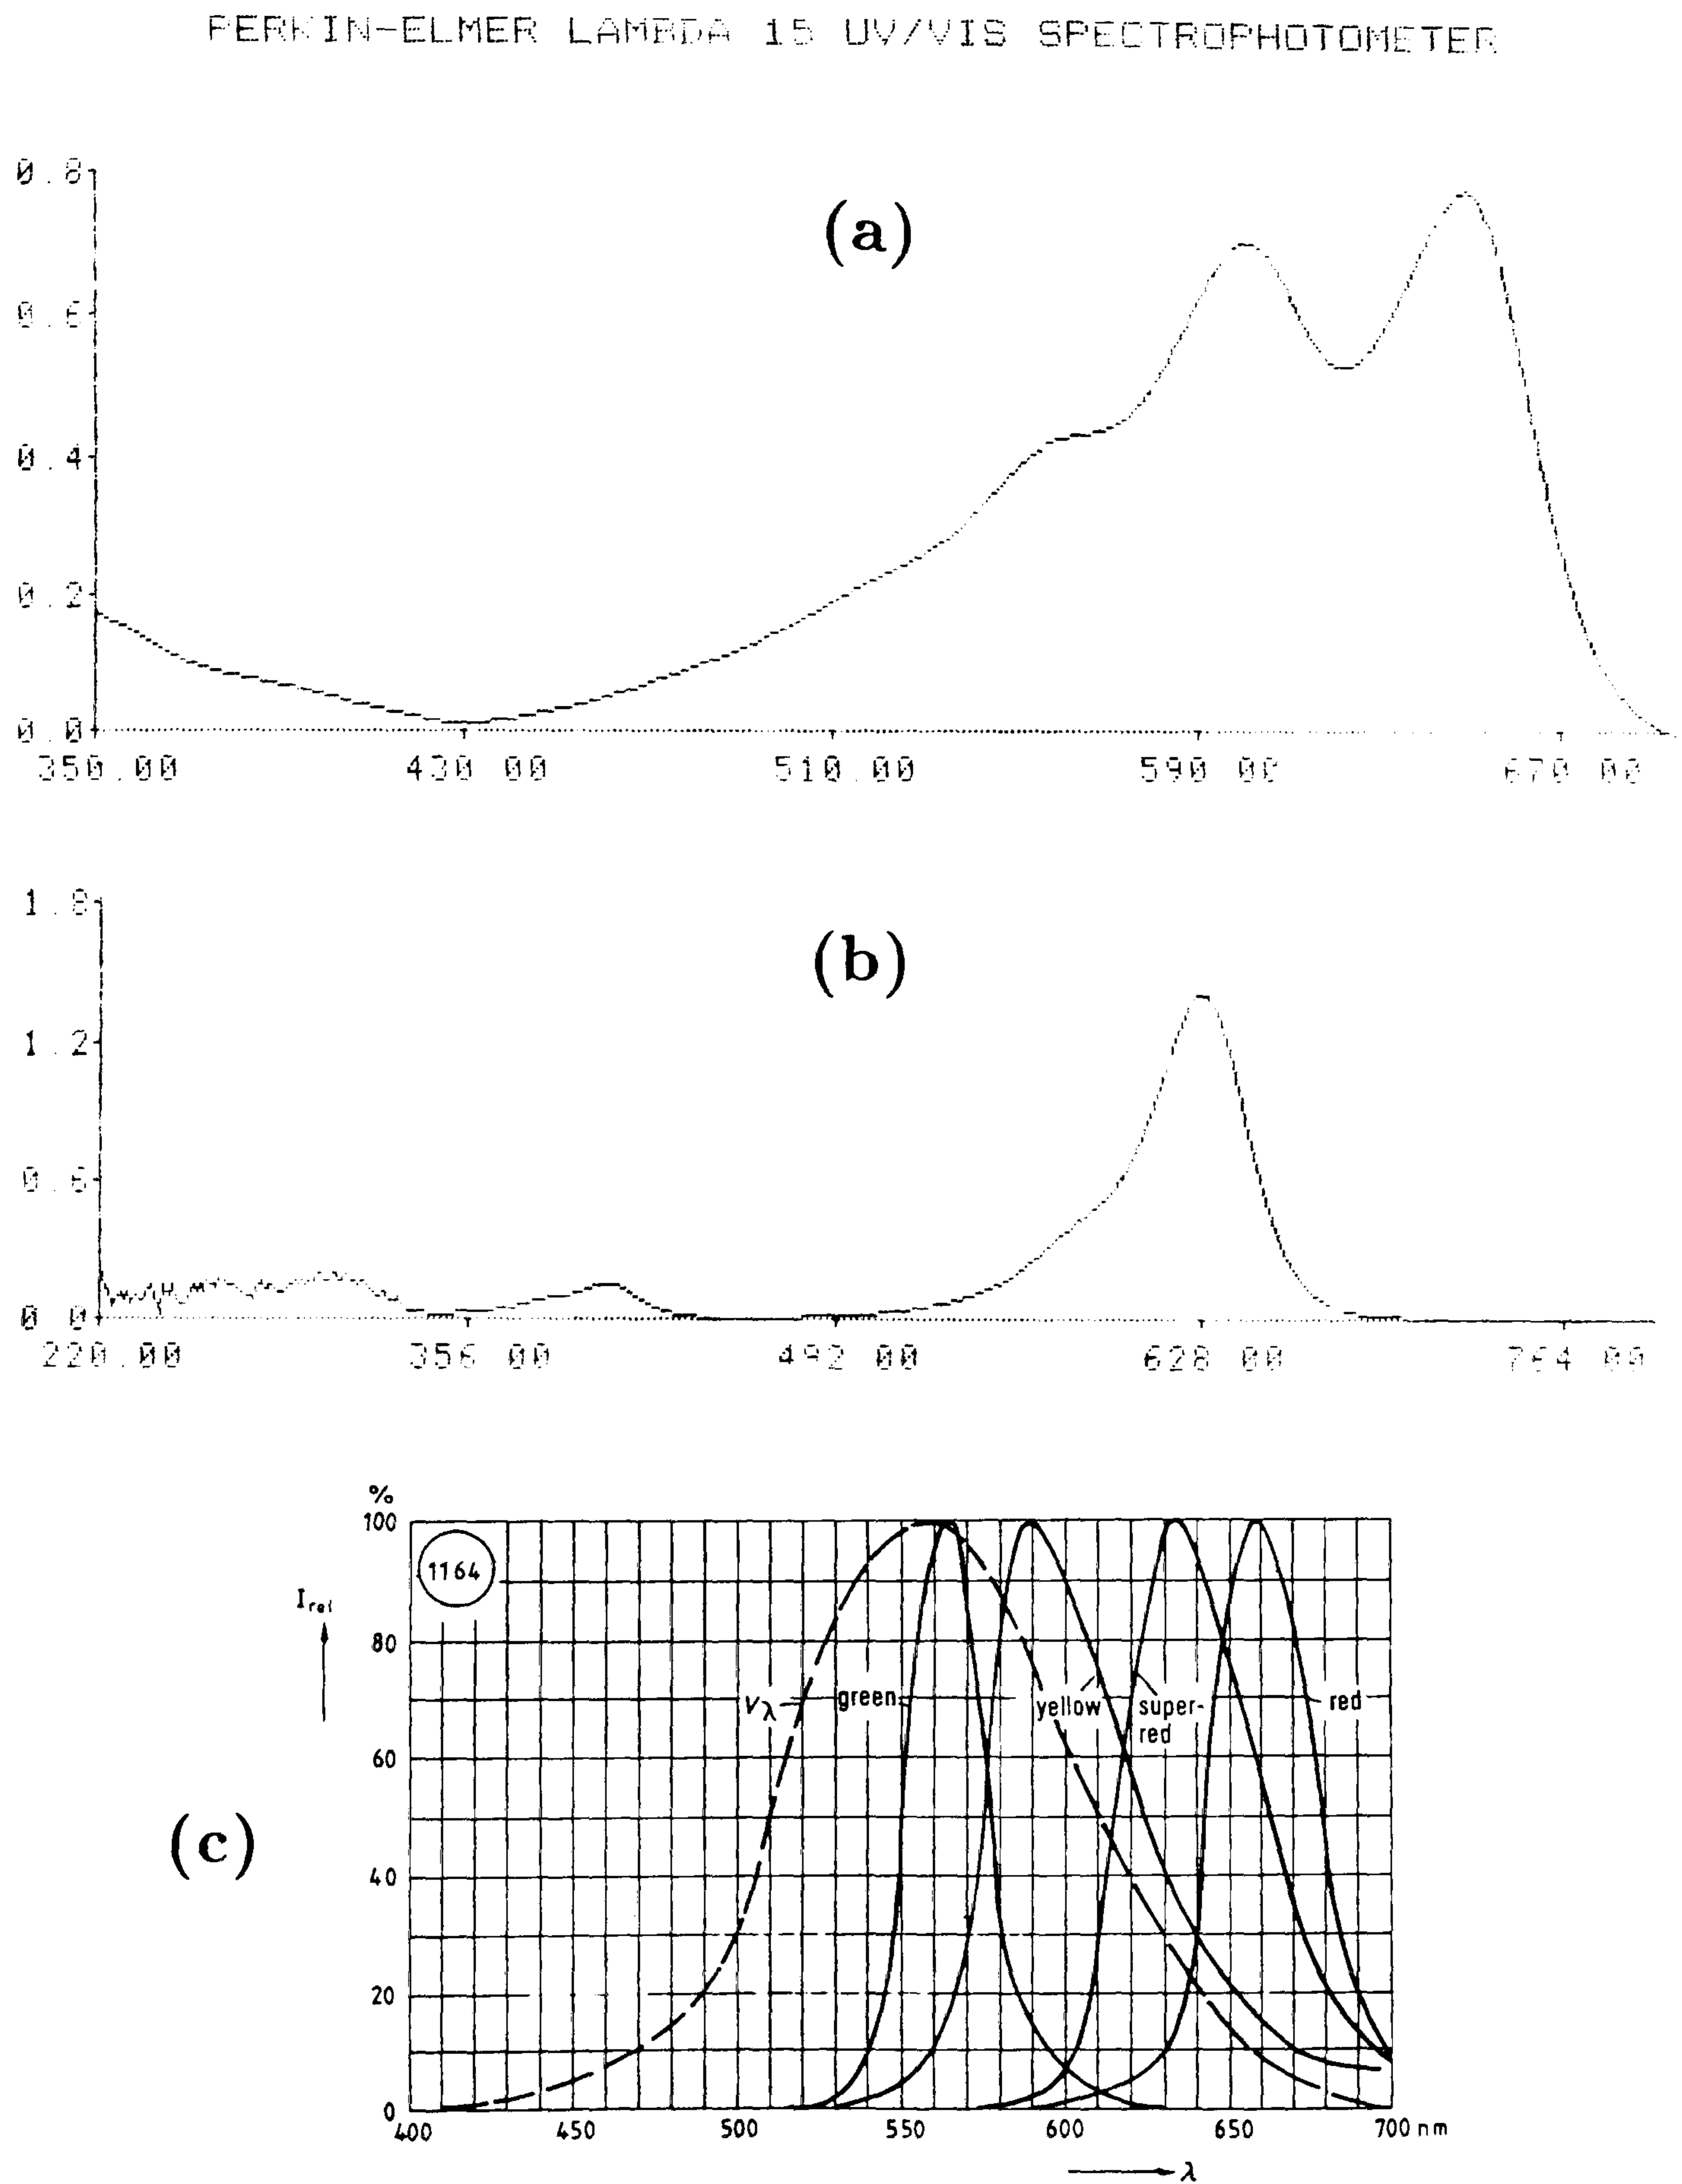 PERKIN-ELMER LAMBDA 15 UV/VIS SPECTROPHOTOMETER
0.8
(a)
0.6
0.4
0.2
0.0
350.00 430.00 510.00 590.00 670.00
1.8
(b)
1.2
0.6
0.0
220.00 356.00 492.00 628.00 764.00
%
100
1164
I rel
80
Vλ green yellow super-red red
60
(c)
40
20
0
400 450 500 550 600 650 700 nm
λ